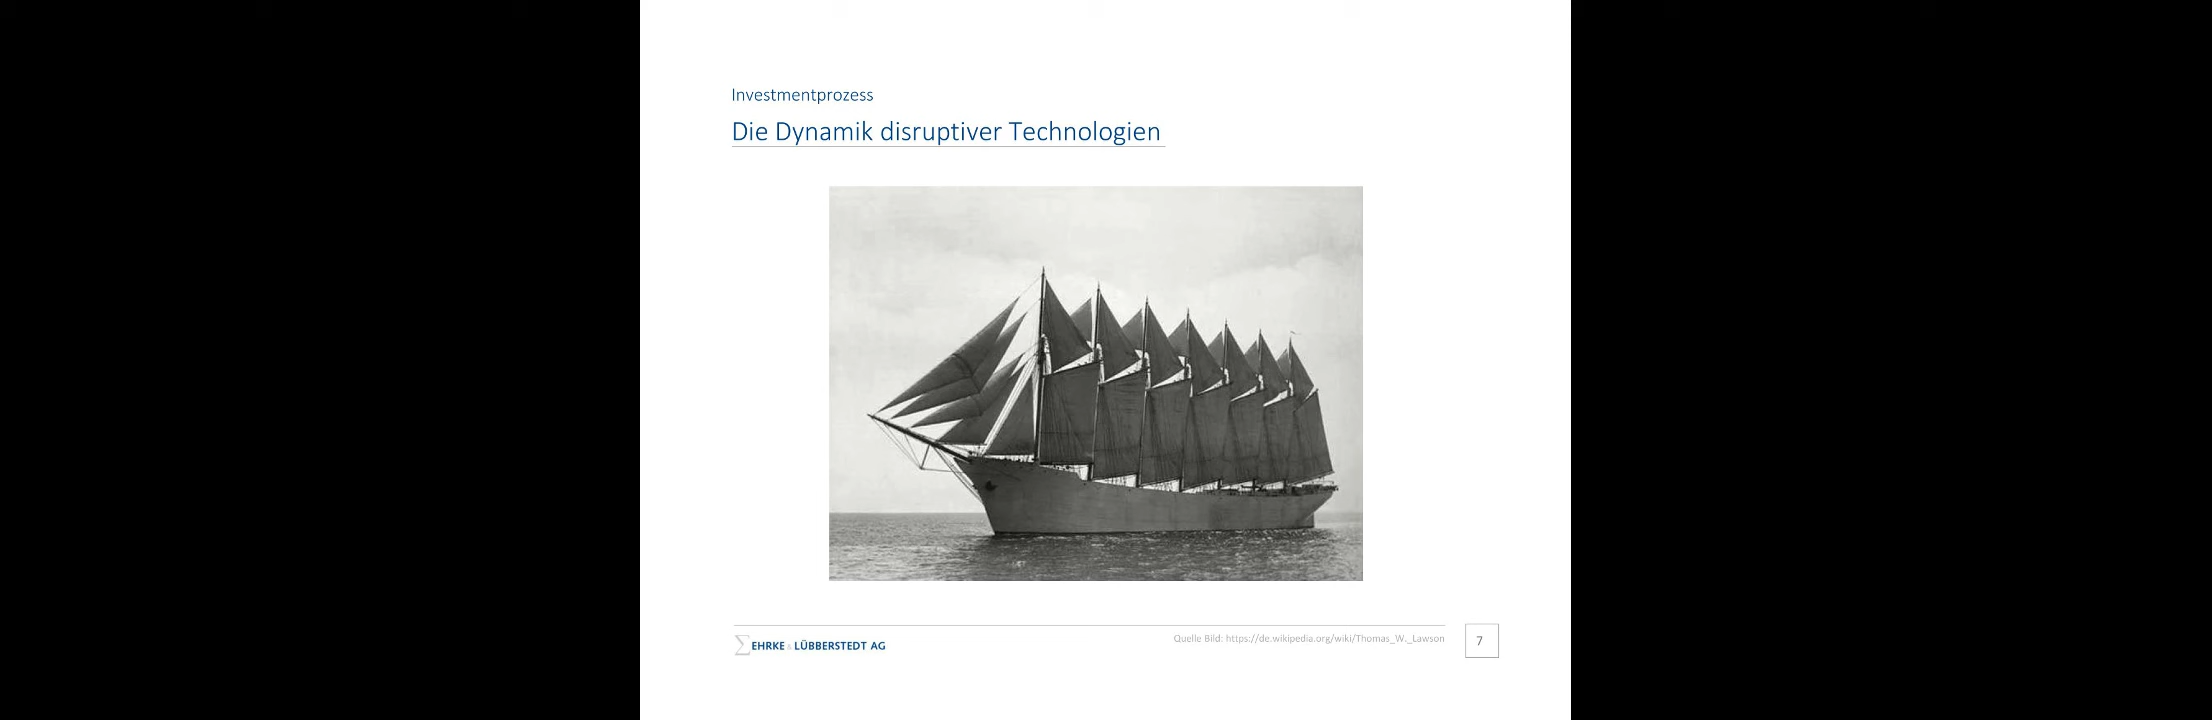 Investmentprozess
Die Dynamik disruptiver Technologien
EHRKE & LÜBBERSTEDT AG
Quelle Bild: https://de.wikipedia.org/wiki/Thomas_W._Lawson
7